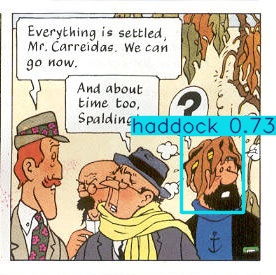 Everything is settled,
Mr. Carreidas. We can
go now.
And about
time too,
Spalding
?
haddock 0.73